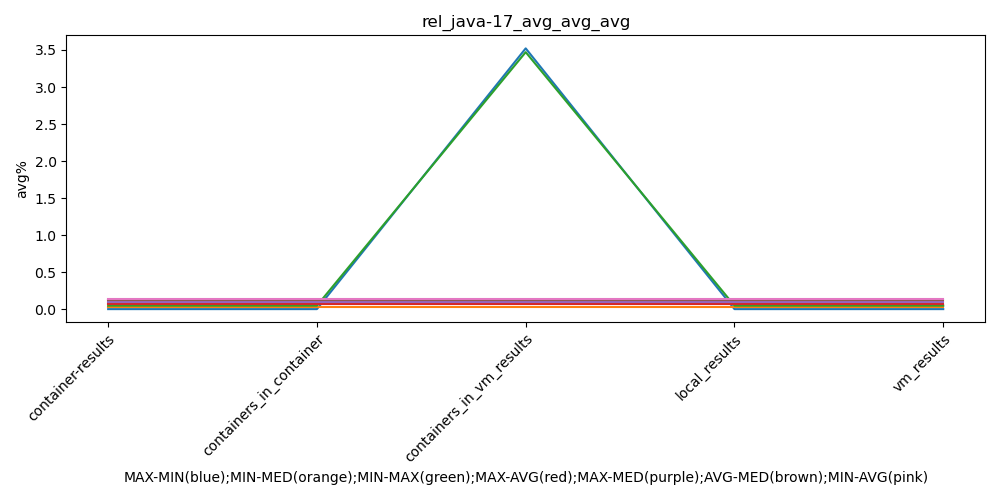 rel_java-17_avg_avg_avg
avg%
3.5
3.0
2.5
2.0
1.5
1.0
0.5
0.0
container-results
containers_in_container
containers_in_vm_results
local_results
vm_results
MAX-MIN(blue);MIN-MED(orange);MIN-MAX(green);MAX-AVG(red);MAX-MED(purple);AVG-MED(brown);MIN-AVG(pink)